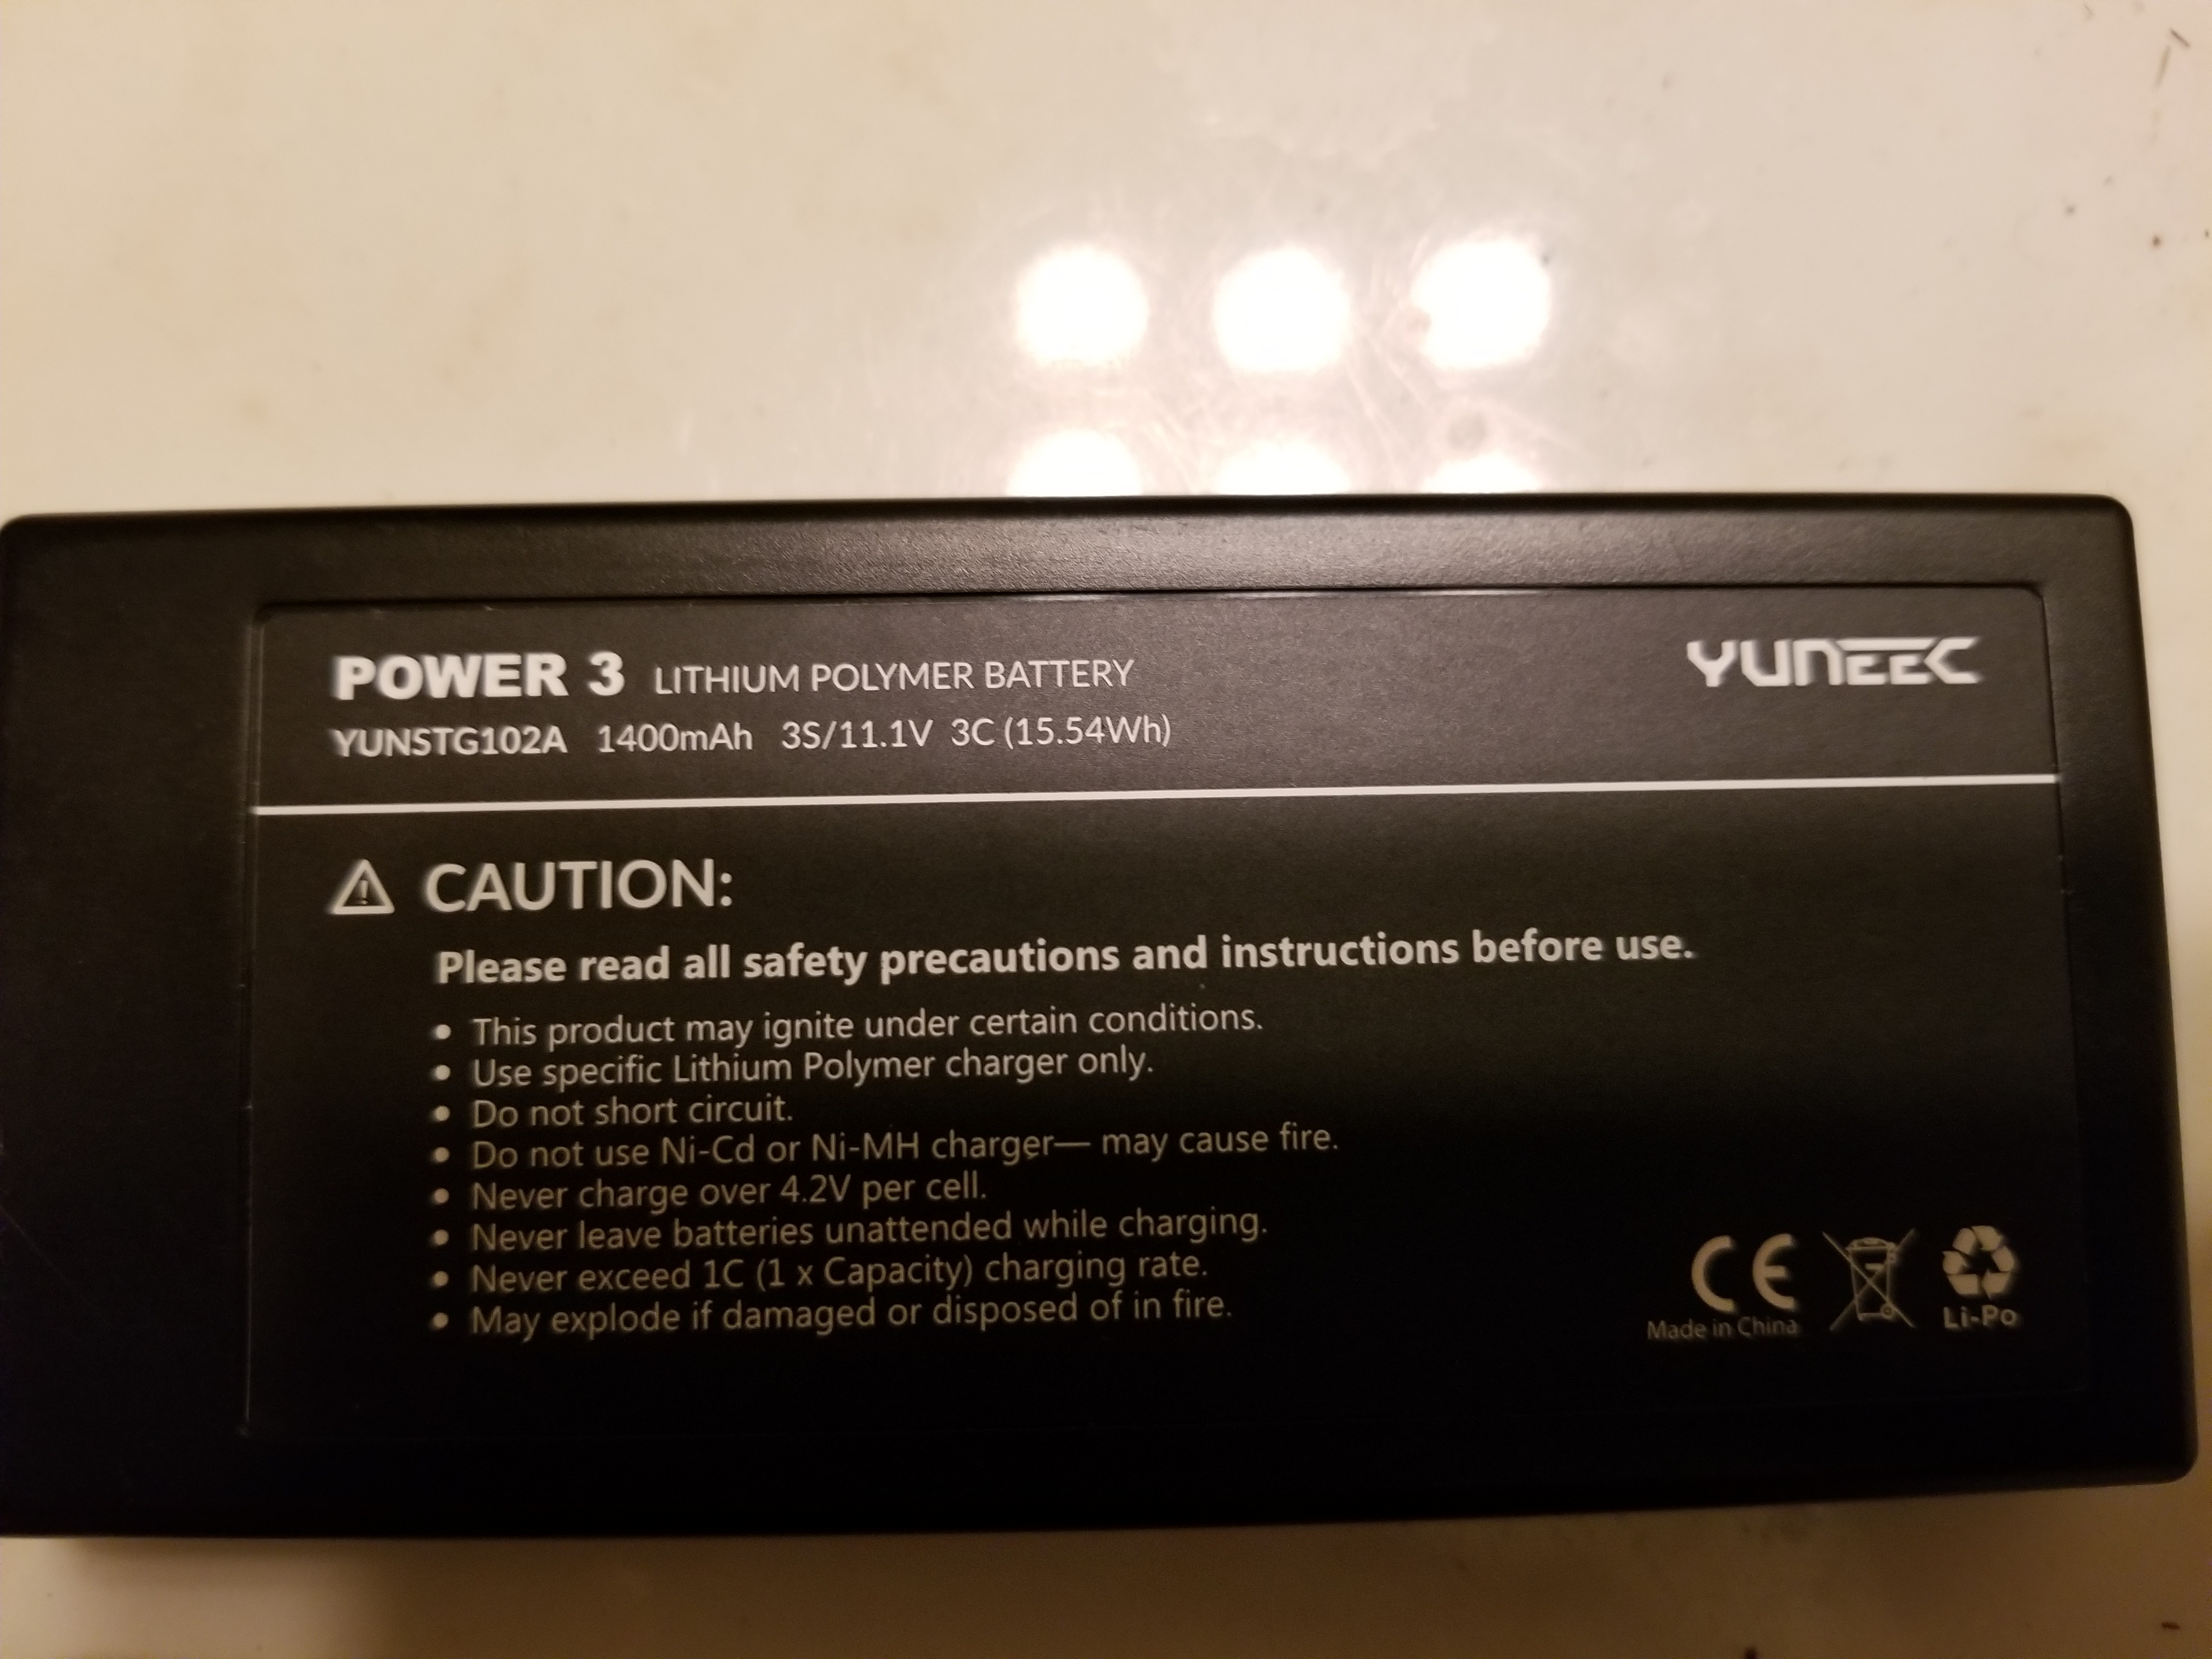 POWER 3 LITHIUM POLYMER BATTERY
YUNEEC
YUNSTG102A 1400mAh 3S/11.1V 3C (15.54Wh)
CAUTION:
Please read all safety precautions and instructions before use.
• This product may ignite under certain conditions.
• Use specific Lithium Polymer charger only.
• Do not short circuit.
• Do not use Ni-Cd or Ni-MH charger— may cause fire.
• Never charge over 4.2V per cell.
• Never leave batteries unattended while charging.
• Never exceed 1C (1 x Capacity) charging rate.
• May explode if damaged or disposed of in fire.
CE
Made in China
Li-Po